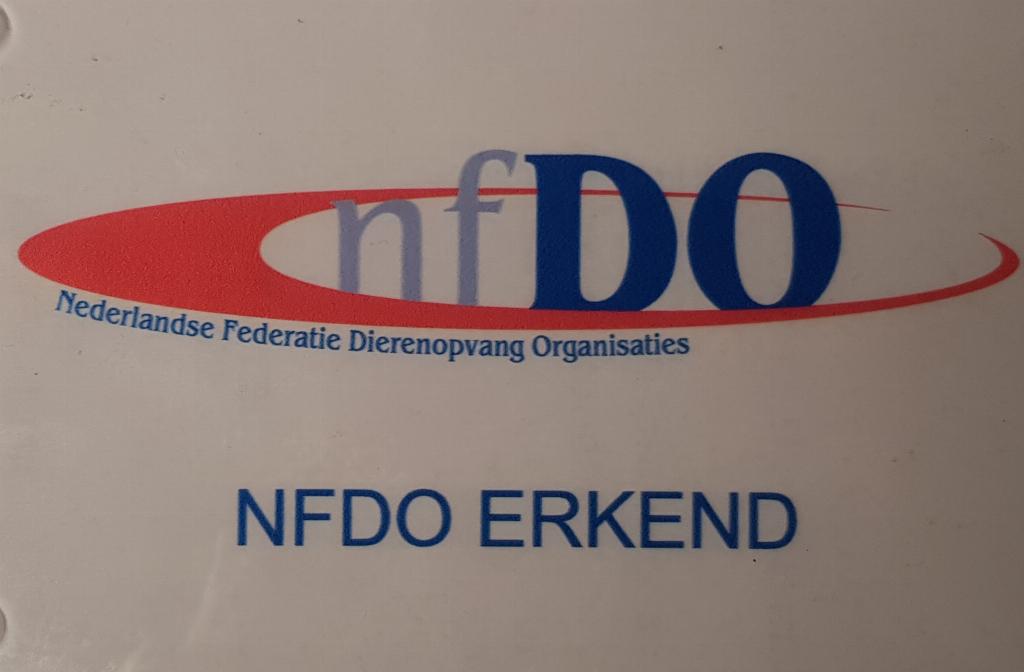 nfDO
Nederlandse Federatie Dierenopvang Organisaties
NFDO ERKEND